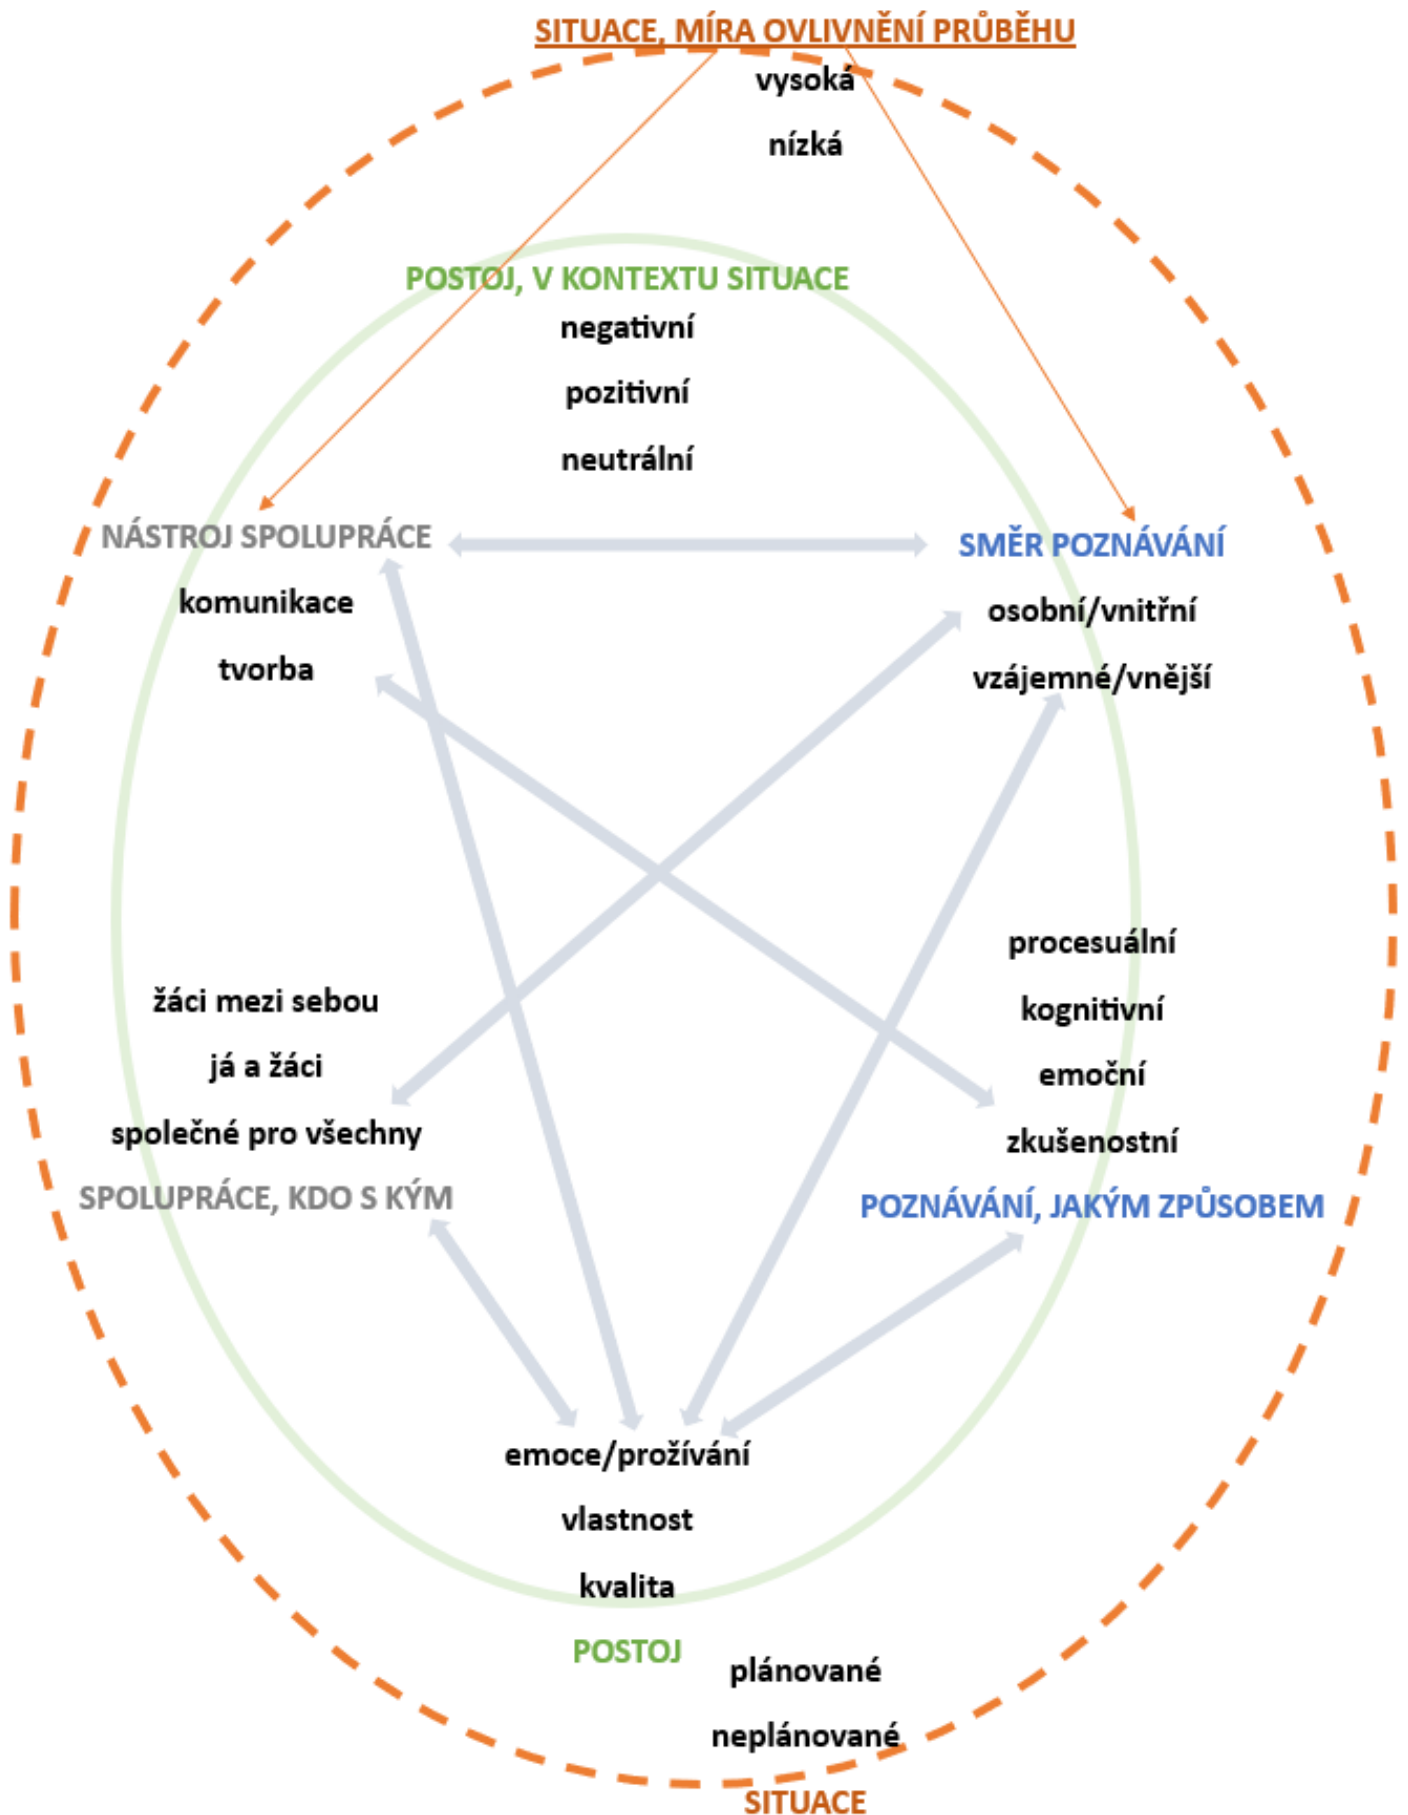 SITUACE, MÍRA OVLIVNĚNÍ PRŮBĚHU
vysoká
nízká
POSTOJ, V KONTEXTU SITUACE
negativní
pozitivní
neutrální
NÁSTROJ SPOLUPRÁCE
komunikace
tvorba
SMĚR POZNÁVÁNÍ
osobní/vnitřní
vzájemné/vnější
žáci mezi sebou
já a žáci
společné pro všechny
SPOLUPRÁCE, KDO S KÝM
procesuální
kognitivní
emoční
zkušenostní
POZNÁVÁNÍ, JAKÝM ZPŮSOBEM
emoce/prožívání
vlastnost
kvalita
POSTOJ
plánované
neplánované
SITUACE